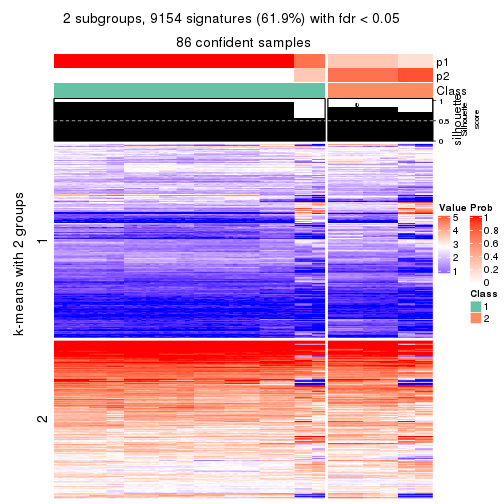 2 subgroups, 9154 signatures (61.9%) with fdr < 0.05
86 confident samples
p1
p2
Class
silhouette
Silhouette
score
1
0.5
0
k-means with 2 groups
1
2
Value
5
4
3
2
1
Prob
1
0.8
0.6
0.4
0.2
0
Class
1
2